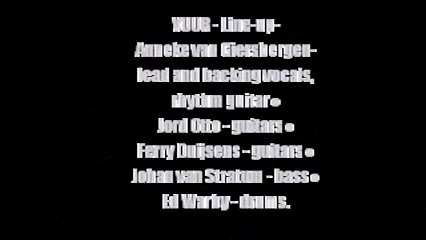 VUUR - Line-up-
Anneke van Giersbergen-
lead and backing vocals,
rhythm guitar •
Jord Otto - guitars •
Ferry Duijsens - guitars •
Johan van Stratum - bass •
Ed Warby - drums.